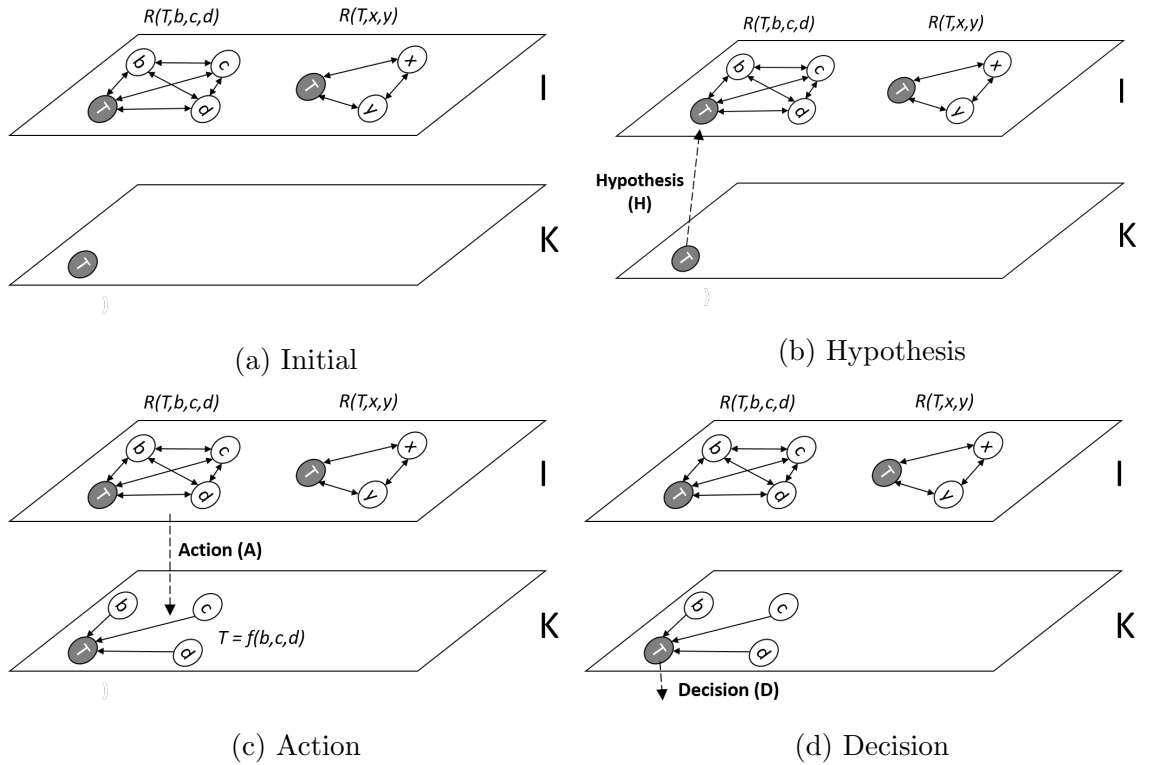 R(T,b,c,d) R(T,x,y)
b c x
T d T y
I
T
K
)
(a) Initial
R(T,b,c,d) R(T,x,y)
b c x
T d T y
I
Hypothesis
(H)
T
K
)
(b) Hypothesis
R(T,b,c,d) R(T,x,y)
b c x
T d T y
I
Action (A)
b c
T = f(b,c,d)
T d
K
)
(c) Action
R(T,b,c,d) R(T,x,y)
b c x
T d T y
I
b c
T d
K
Decision (D)
(d) Decision